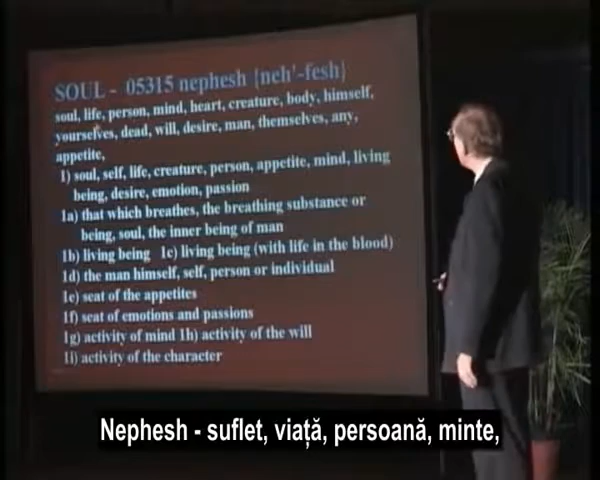 SOUL - 05315 nephesh {neh'-fesh}
soul, life, person, mind, heart, creature, body, himself,
yourselves, dead, will, desire, man, themselves, any,
appetite,
1) soul, self, life, creature, person, appetite, mind, living
being, desire, emotion, passion
1a) that which breathes, the breathing substance or
being, soul, the inner being of man
1b) living being 1c) living being (with life in the blood)
1d) the man himself, self, person or individual
1e) seat of the appetites
1f) seat of emotions and passions
1g) activity of mind 1h) activity of the will
1i) activity of the character
Nephesh - suflet, viață, persoană, minte,